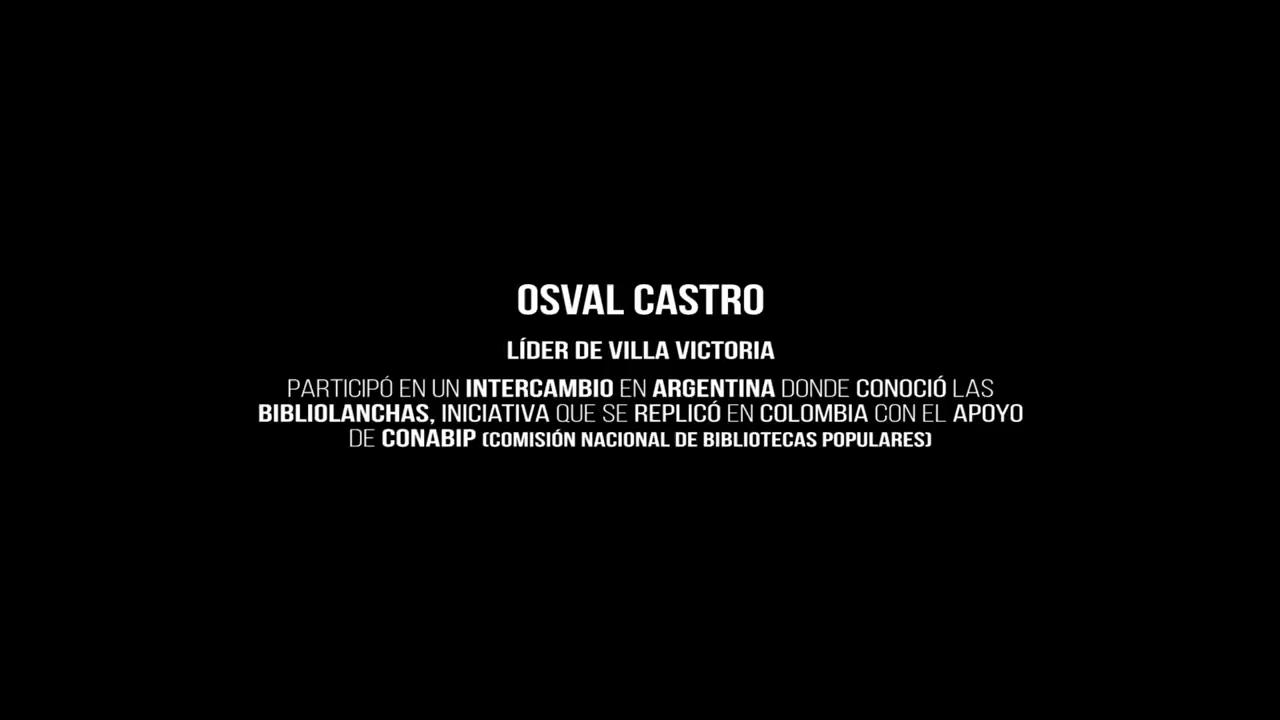 OSVAL CASTRO
LÍDER DE VILLA VICTORIA
PARTICIPÓ EN UN INTERCAMBIO EN ARGENTINA DONDE CONOCIÓ LAS
BIBLIOLANCHAS, INICIATIVA QUE SE REPLICÓ EN COLOMBIA CON EL APOYO
DE CONABIP (COMISIÓN NACIONAL DE BIBLIOTECAS POPULARES)